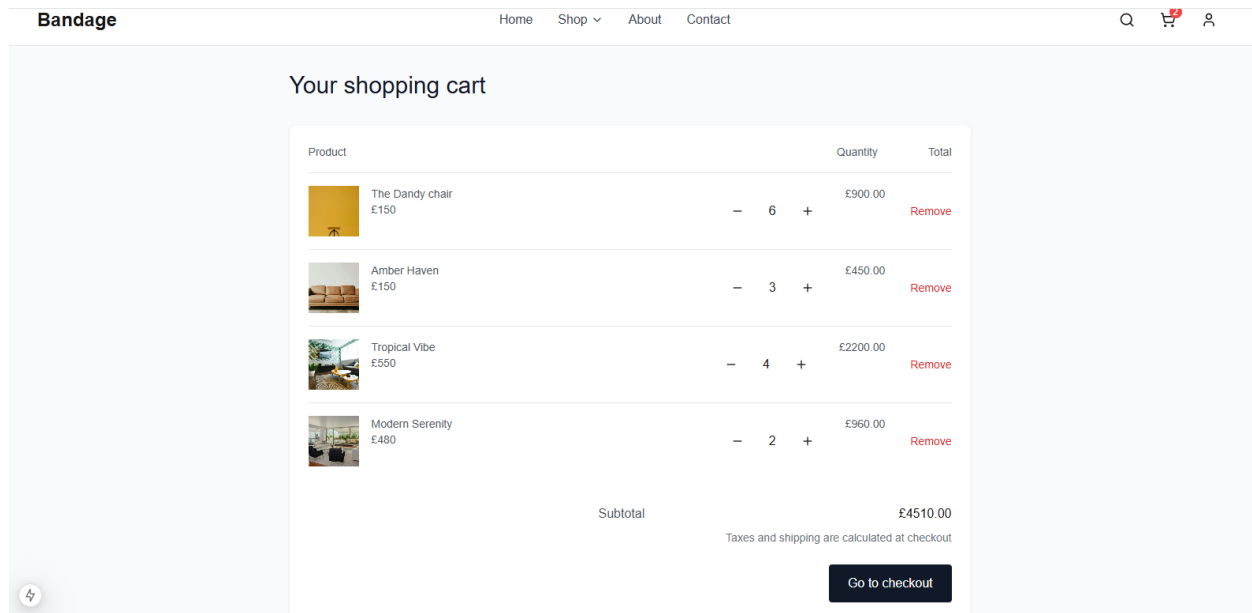 Bandage Home Shop About Contact 2
Your shopping cart
Product Quantity Total
The Dandy chair £900.00
£150 − 6 + Remove
Amber Haven £450.00
£150 − 3 + Remove
Tropical Vibe £2200.00
£550 − 4 + Remove
Modern Serenity £960.00
£480 − 2 + Remove
Subtotal £4510.00
Taxes and shipping are calculated at checkout
Go to checkout